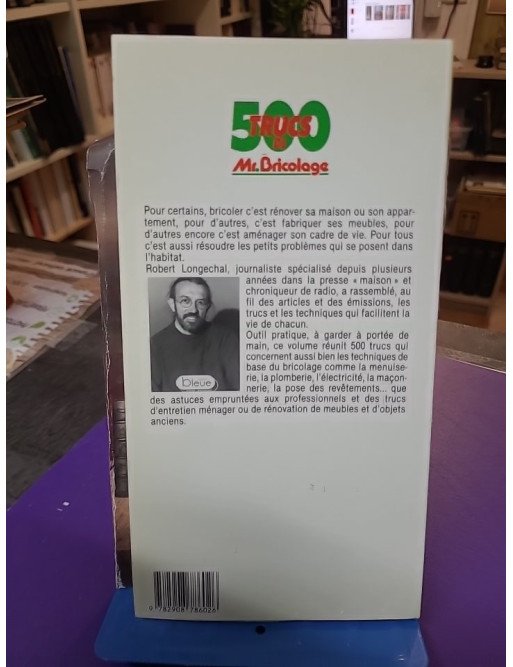 500
TRUCS
Mr. Bricolage
Pour certains, bricoler c'est rénover sa maison ou son appar-
tement, pour d'autres, c'est fabriquer ses meubles, pour
d'autres encore c'est aménager son cadre de vie. Pour tous
c'est aussi résoudre les petits problèmes qui se posent dans
l'habitat.
Robert Longechal, journaliste spécialisé depuis plusieurs
années dans la presse « maison » et
chroniqueur de radio, a rassemblé, au
fil des articles et des émissions, les
trucs et les techniques qui facilitent la
vie de chacun.
Outil pratique, à garder à portée de
main, ce volume réunit 500 trucs qui
concernent aussi bien les techniques de
base du bricolage comme la menuise-
rie, la plomberie, l'électricité, la maçon-
nerie, la pose des revêtements... que
des astuces empruntées aux professionnels et des trucs
d'entretien ménager ou de rénovation de meubles et d'objets
anciens.
bleue
9 782908 786026